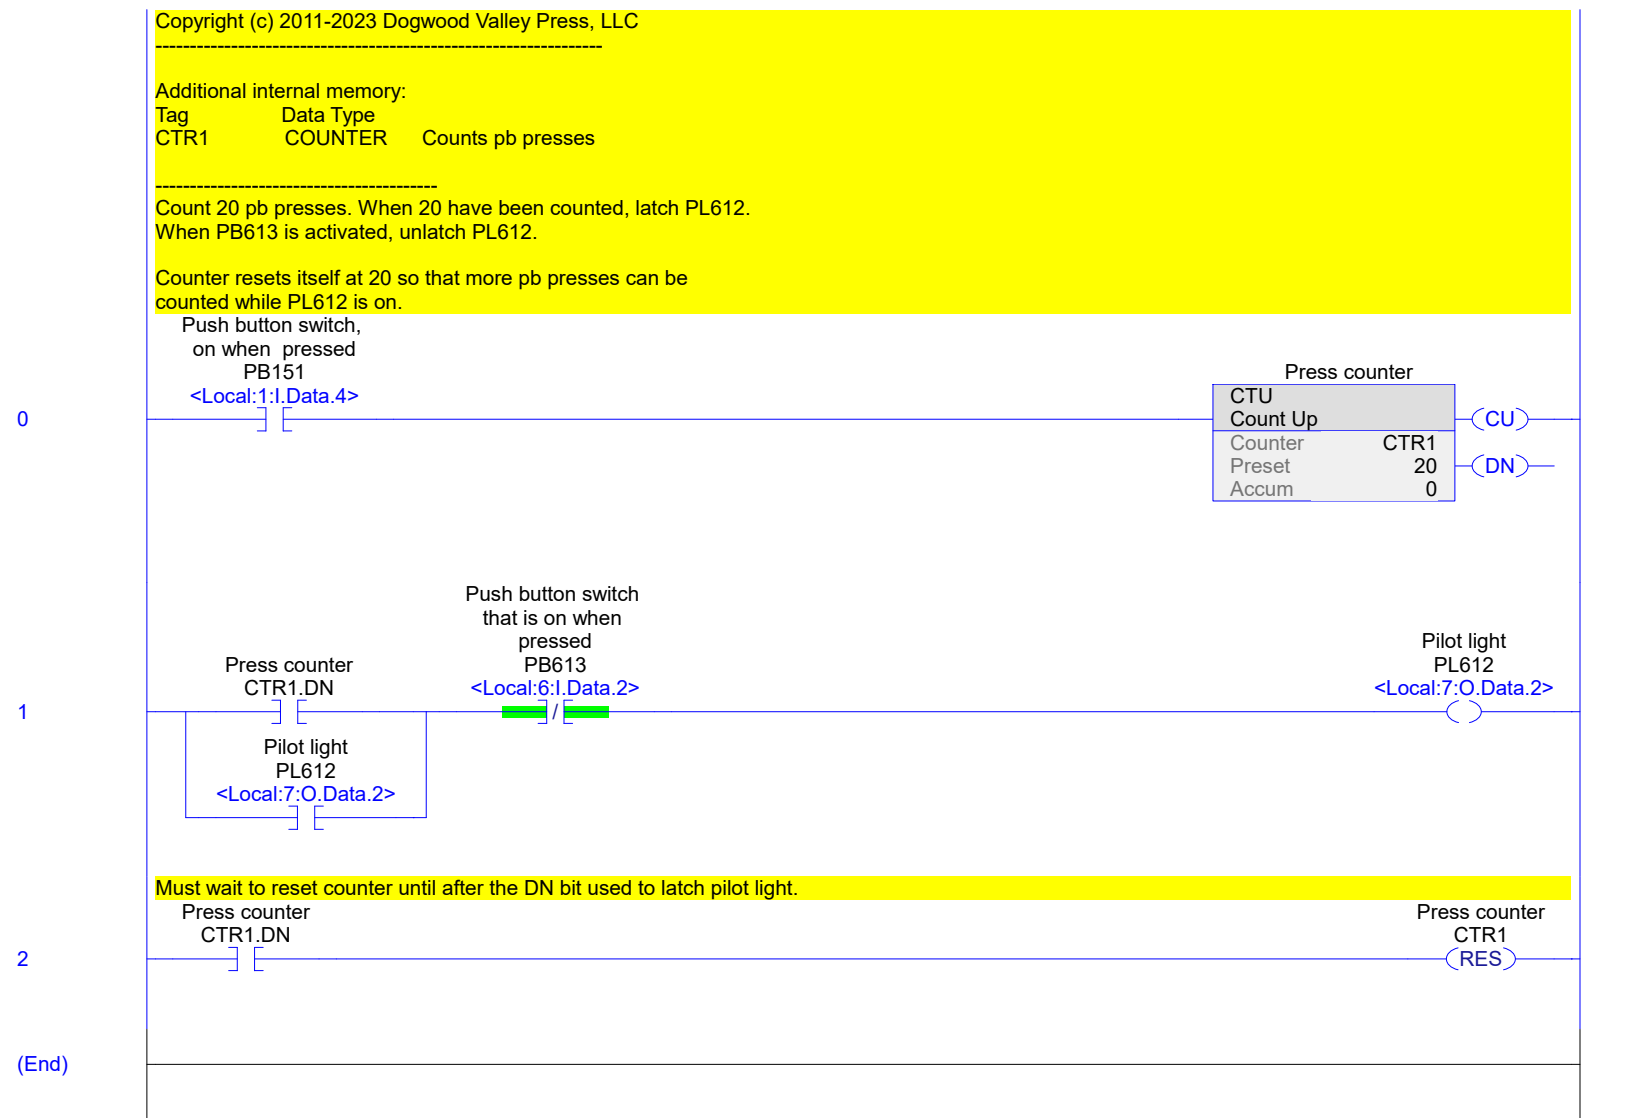 Copyright (c) 2011-2023 Dogwood Valley Press, LLC
-----------------------------------------------------------------
Additional internal memory:
Tag Data Type
CTR1 COUNTER Counts pb presses
-----------------------------------------
Count 20 pb presses. When 20 have been counted, latch PL612.
When PB613 is activated, unlatch PL612.
Counter resets itself at 20 so that more pb presses can be
counted while PL612 is on.
Push button switch,
on when pressed
PB151
<Local:1:I.Data.4>
0
Press counter
CTU
Count Up
Counter CTR1
Preset 20
Accum 0
CU
DN
Push button switch
that is on when
pressed
PB613
<Local:6:I.Data.2>
/
Press counter
CTR1.DN
Pilot light
PL612
<Local:7:O.Data.2>
1
Pilot light
PL612
<Local:7:O.Data.2>
Must wait to reset counter until after the DN bit used to latch pilot light.
Press counter
CTR1.DN
Press counter
CTR1
2
RES
(End)